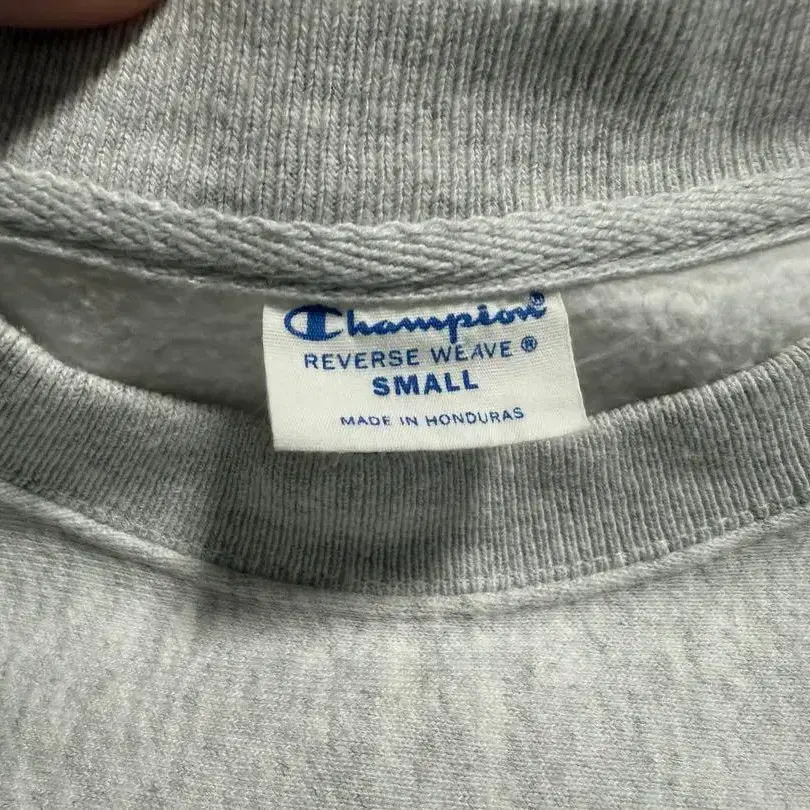 Champion®
REVERSE WEAVE ®
SMALL
MADE IN HONDURAS